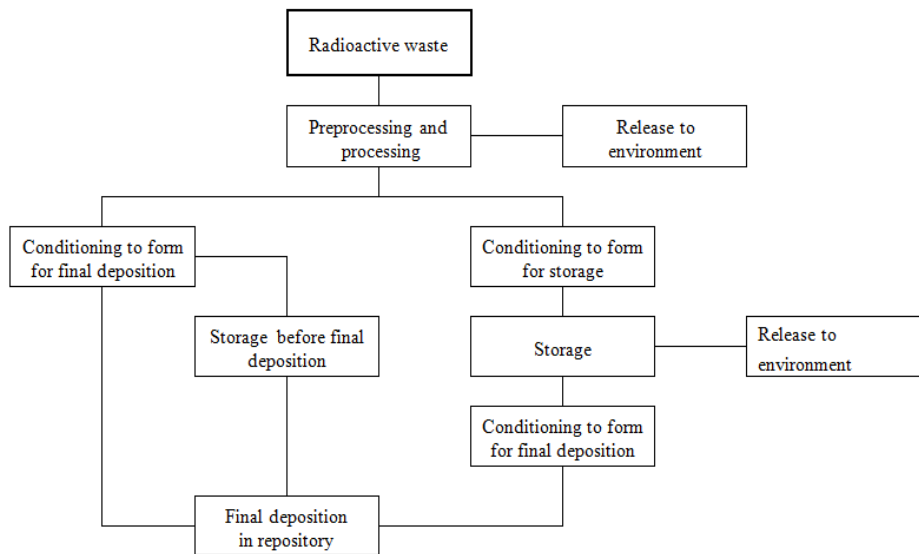 Radioactive waste
Preprocessing and
processing
Release to
environment
Conditioning to form
for final deposition
Conditioning to form
for storage
Storage before final
deposition
Storage
Release to
environment
Conditioning to form
for final deposition
Final deposition
in repository